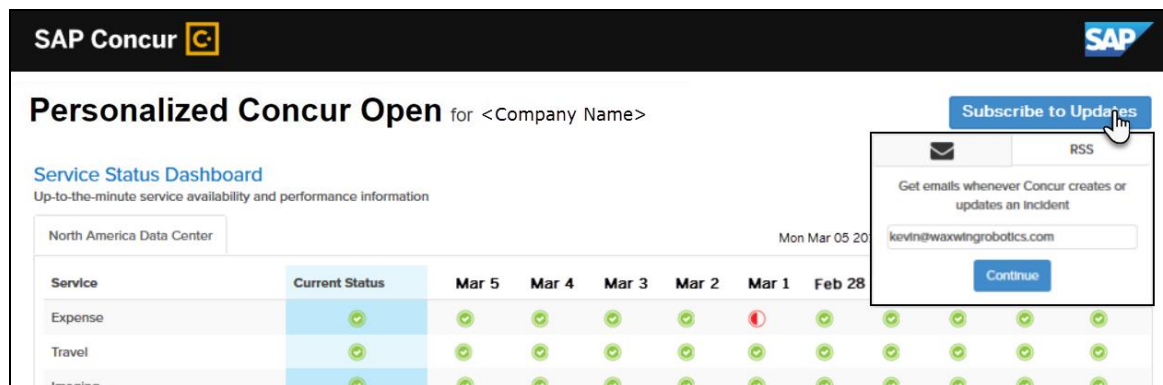 SAP Concur C
SAP
Personalized Concur Open for <Company Name>
Subscribe to Updates
RSS
Get emails whenever Concur creates or
updates an incident
kevin@waxwingrobotics.com
Continue
Service Status Dashboard
Up-to-the-minute service availability and performance information
North America Data Center
Mon Mar 05 20
Service Current Status Mar 5 Mar 4 Mar 3 Mar 2 Mar 1 Feb 28
Expense
Travel
Imaging